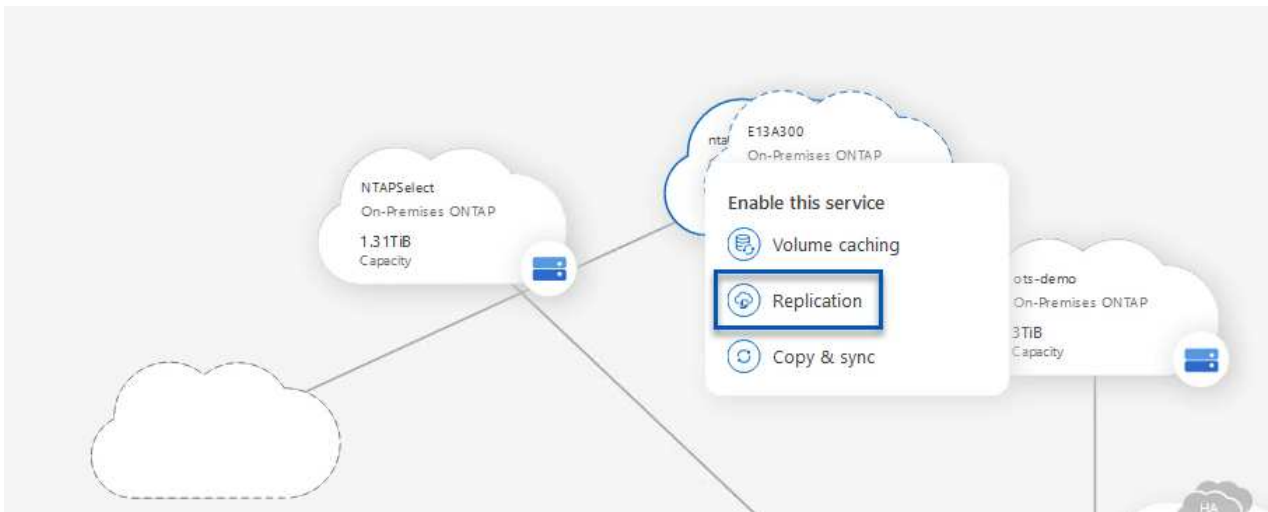 E13A300
On-Premises ONTAP
NTAPSelect
On-Premises ONTAP
1.31TiB
Capacity
Enable this service
Volume caching
Replication
Copy & sync
ots-demo
On-Premises ONTAP
3TiB
Capacity
HA